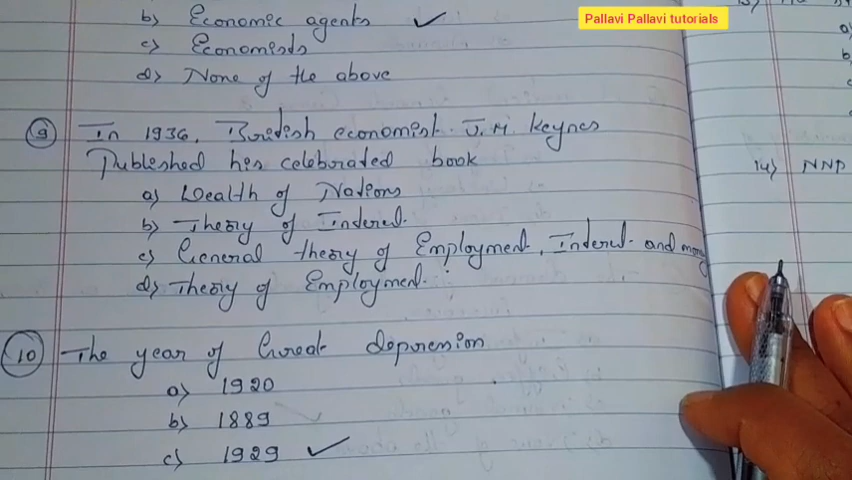 b) Economic agents ✓
Pallavi Pallavi tutorials
c) Economists
d) None of the above
9 In 1936, British economist J.M. Keynes
Published his celebrated book
a) Wealth of Nations
b) Theory of Interest.
c) General theory of Employment, Interest and money
d) Theory of Employment.
10 The year of Great depression
a) 1920
b) 1889
c) 1929 ✓
a)
b
14) NNP